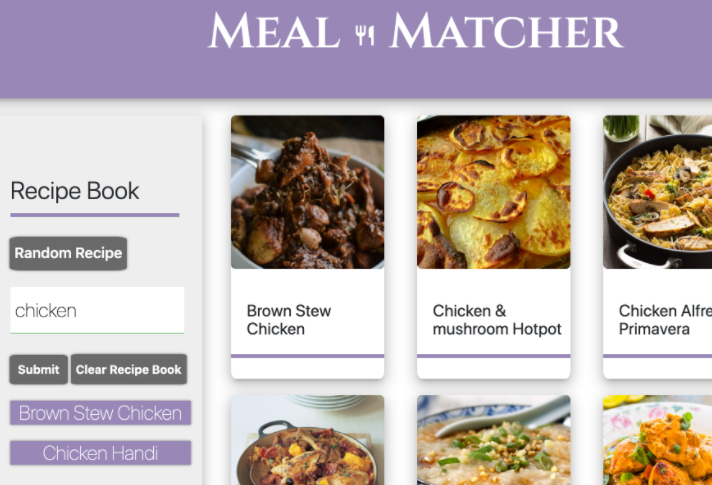 MEAL MATCHER
Recipe Book
Random Recipe
chicken
Submit
Clear Recipe Book
Brown Stew Chicken
Chicken Handi
Brown Stew
Chicken
Chicken &
mushroom Hotpot
Chicken Alfre
Primavera